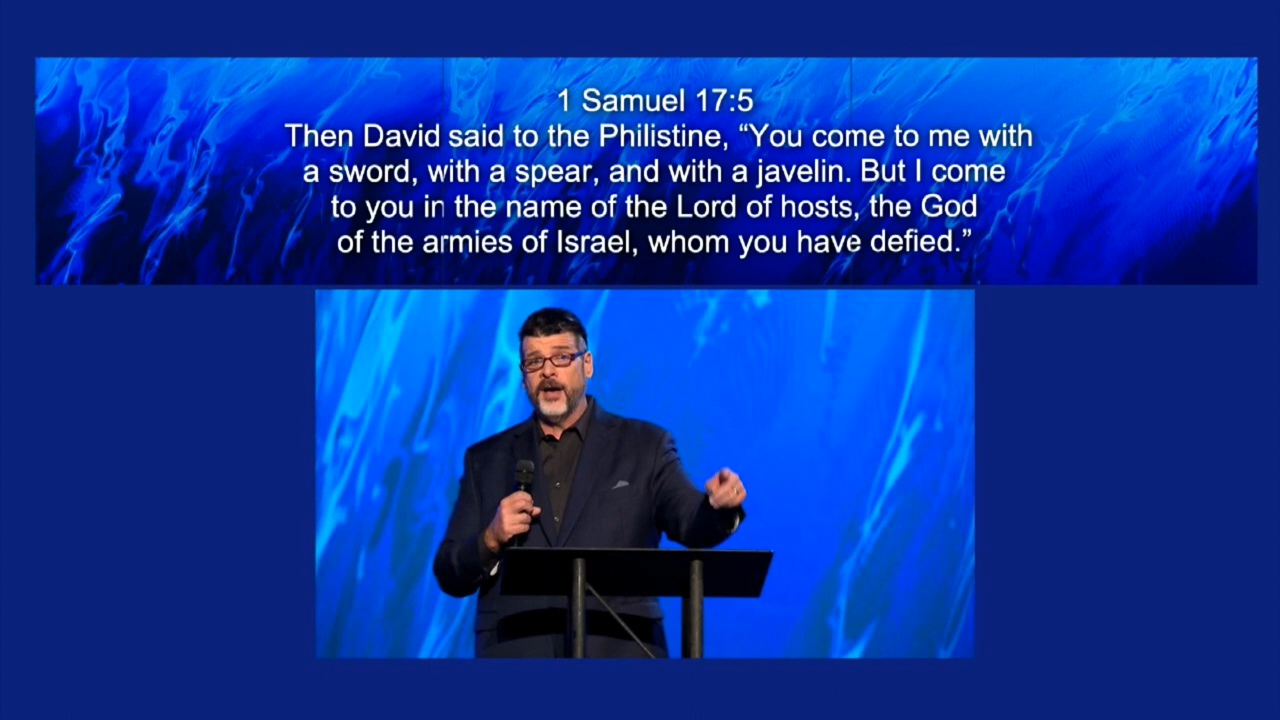 1 Samuel 17:5
Then David said to the Philistine, “You come to me with
a sword, with a spear, and with a javelin. But I come
to you in the name of the Lord of hosts, the God
of the armies of Israel, whom you have defied.”